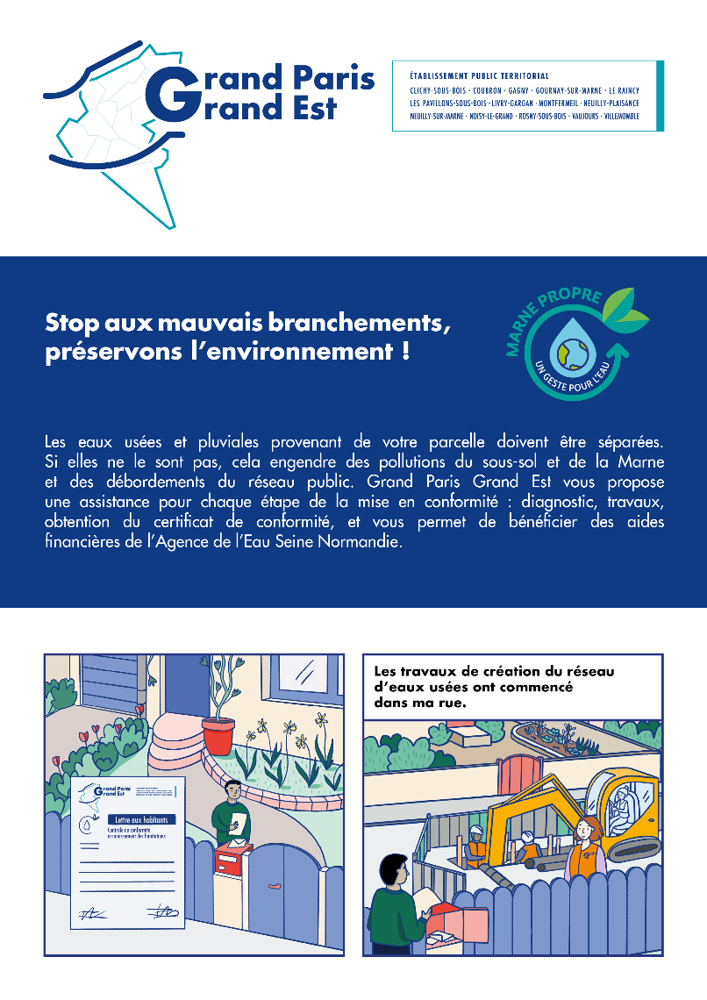 Grand Paris
Grand Est
ÉTABLISSEMENT PUBLIC TERRITORIAL
CLICHY-SOUS-BOIS · COUBRON · GAGNY · GOURNAY-SUR-MARNE · LE RAINCY
LES PAVILLONS-SOUS-BOIS · LIVRY-GARGAN · MONTFERMEIL · NEUILLY-PLAISANCE
NEUILLY-SUR-MARNE · NOISY-LE-GRAND · ROSNY-SOUS-BOIS · VAUJOURS · VILLEMOMBLE
MARNE PROPRE
UN GESTE POUR L'EAU
Stop aux mauvais branchements,
préservons l'environnement !
Les eaux usées et pluviales provenant de votre parcelle doivent être séparées.
Si elles ne le sont pas, cela engendre des pollutions du sous-sol et de la Marne
et des débordements du réseau public. Grand Paris Grand Est vous propose
une assistance pour chaque étape de la mise en conformité : diagnostic, travaux,
obtention du certificat de conformité, et vous permet de bénéficier des aides
financières de l'Agence de l'Eau Seine Normandie.
Grand Paris
Grand Est
Lettre aux habitants
Contrôle de conformité
assainissement des habitations
Les travaux de création du réseau
d'eaux usées ont commencé
dans ma rue.